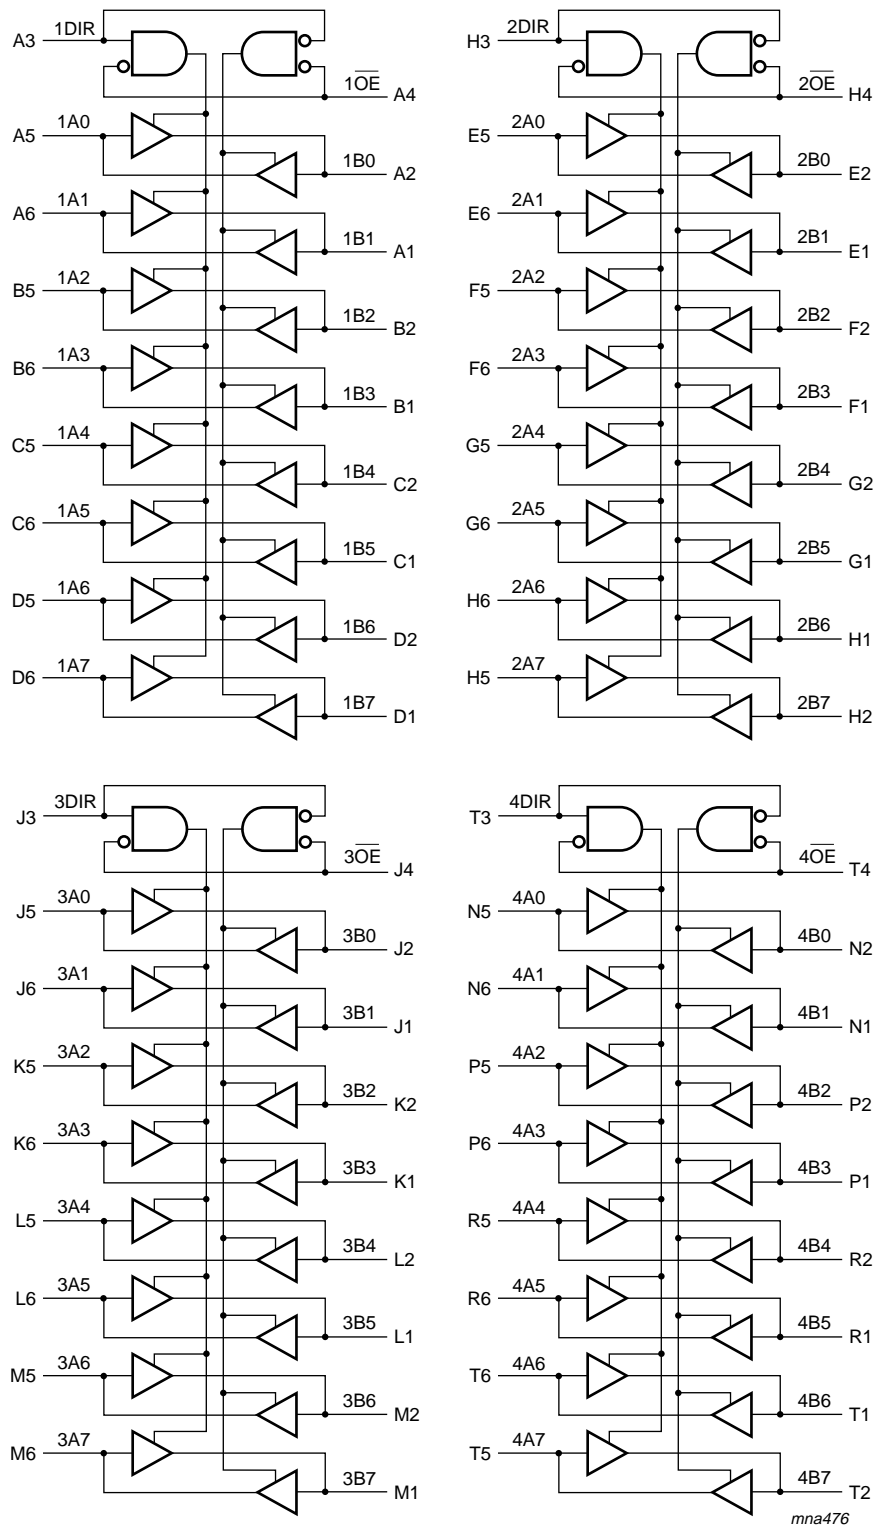 A3 1DIR
1OE A4
A5 1A0
1B0 A2
A6 1A1
1B1 A1
B5 1A2
1B2 B2
B6 1A3
1B3 B1
C5 1A4
1B4 C2
C6 1A5
1B5 C1
D5 1A6
1B6 D2
D6 1A7
1B7 D1
H3 2DIR
2OE H4
E5 2A0
2B0 E2
E6 2A1
2B1 E1
F5 2A2
2B2 F2
F6 2A3
2B3 F1
G5 2A4
2B4 G2
G6 2A5
2B5 G1
H6 2A6
2B6 H1
H5 2A7
2B7 H2
J3 3DIR
3OE J4
J5 3A0
3B0 J2
J6 3A1
3B1 J1
K5 3A2
3B2 K2
K6 3A3
3B3 K1
L5 3A4
3B4 L2
L6 3A5
3B5 L1
M5 3A6
3B6 M2
M6 3A7
3B7 M1
T3 4DIR
4OE T4
N5 4A0
4B0 N2
N6 4A1
4B1 N1
P5 4A2
4B2 P2
P6 4A3
4B3 P1
R5 4A4
4B4 R2
R6 4A5
4B5 R1
T6 4A6
4B6 T1
T5 4A7
4B7 T2
mna476